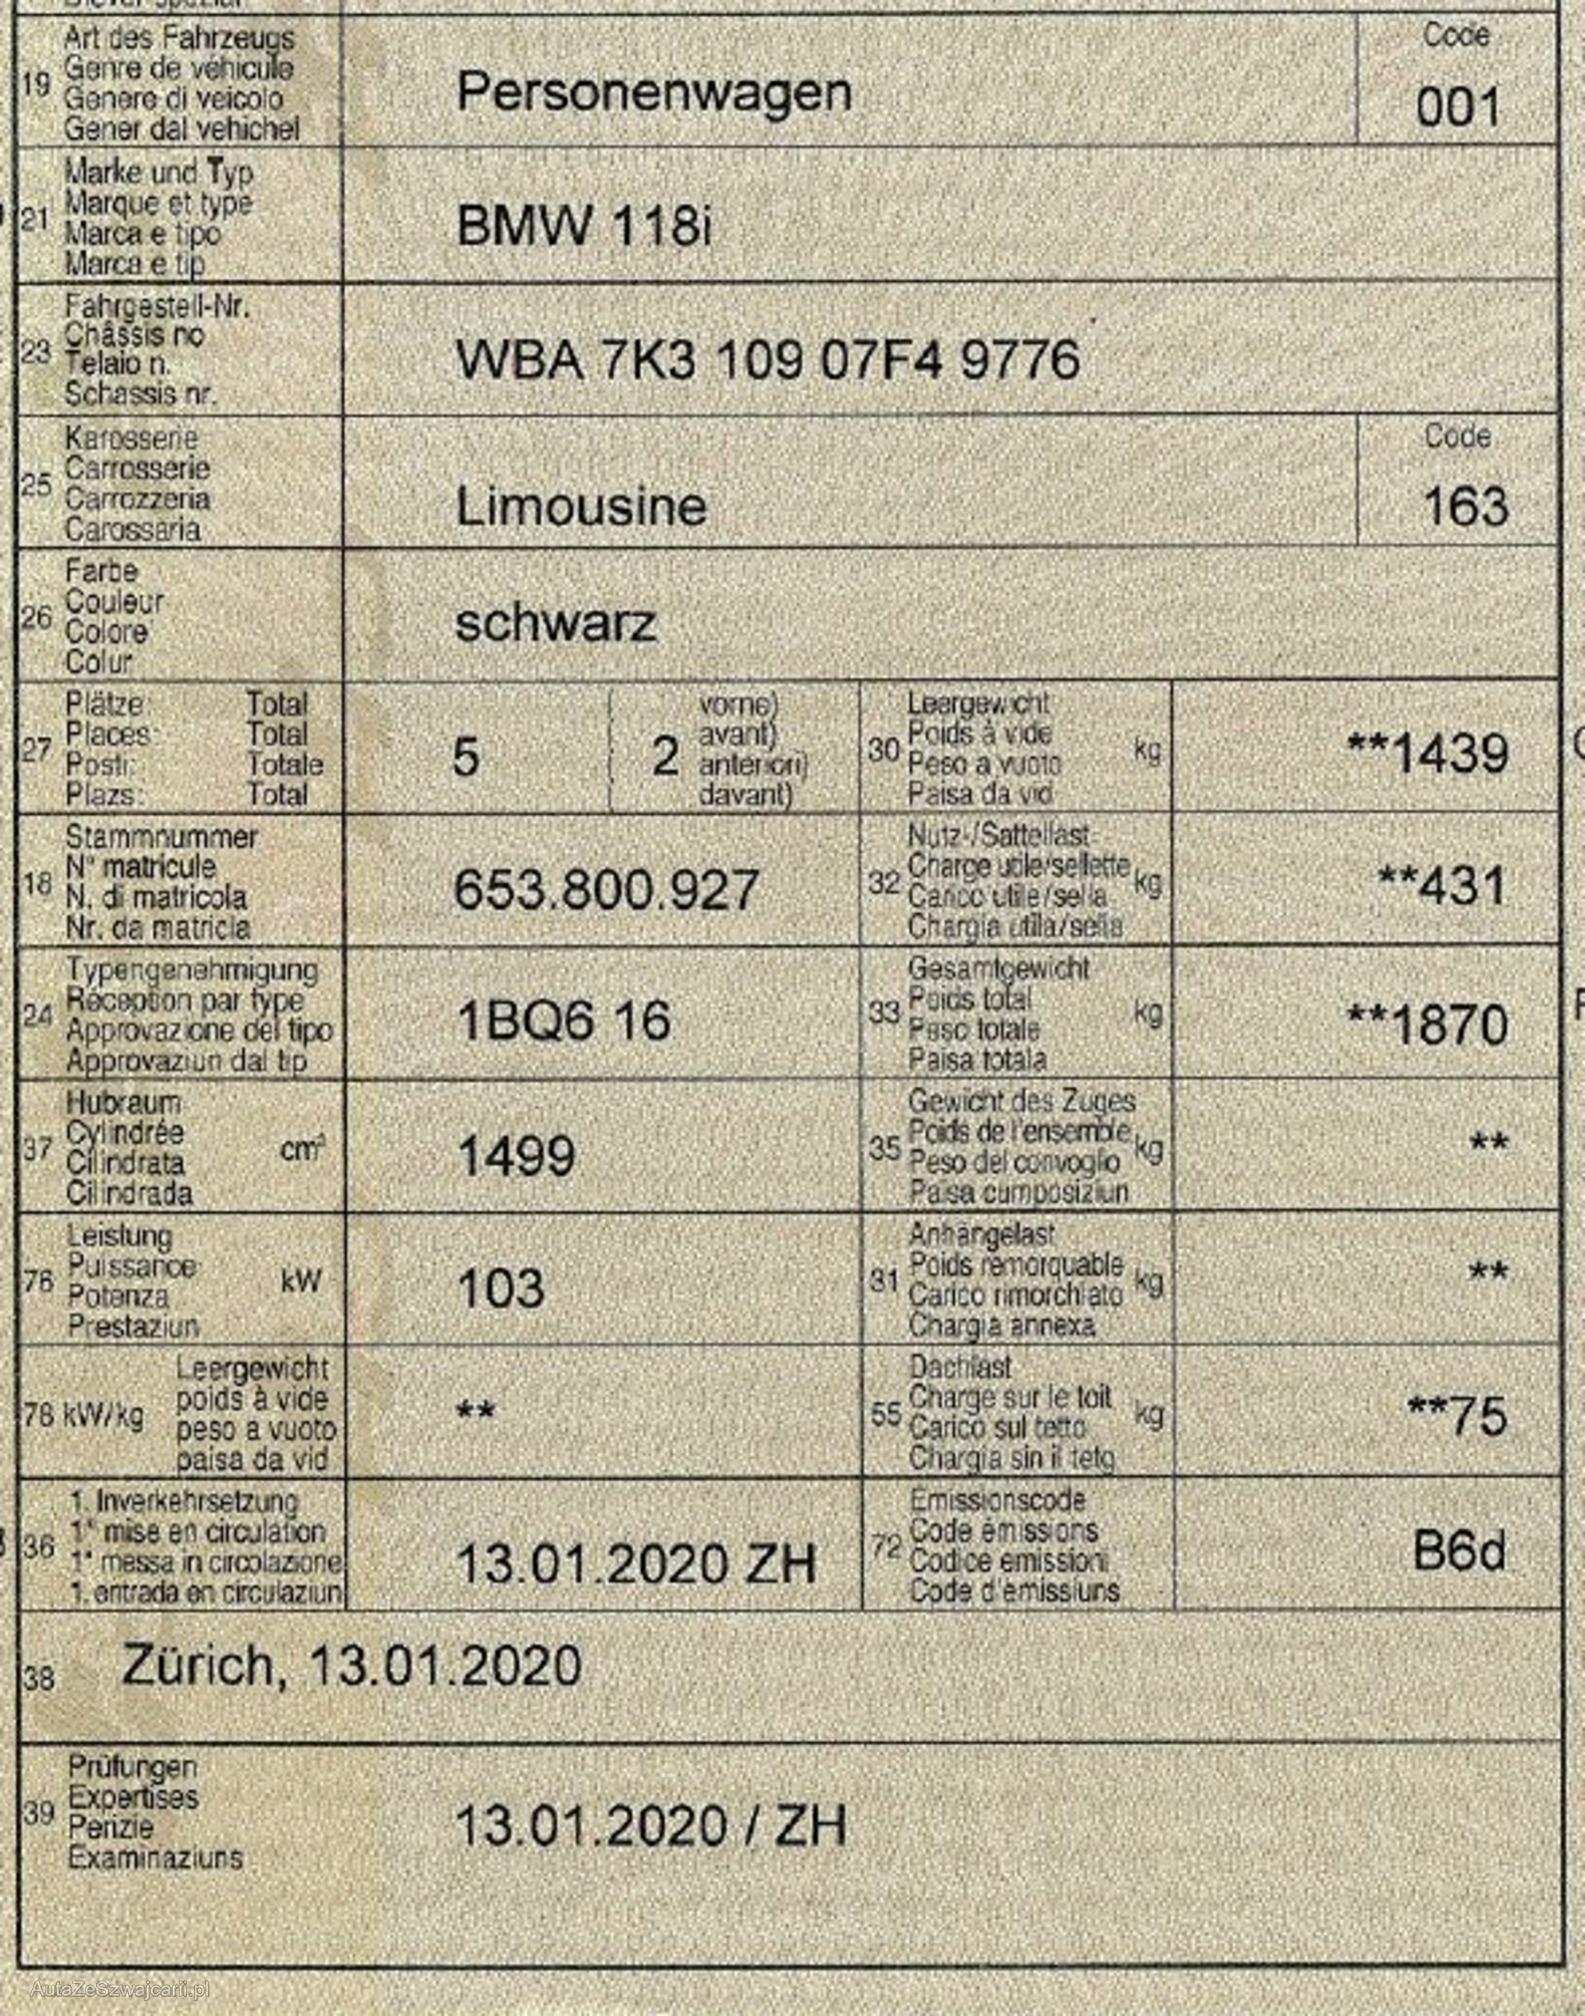 Art des Fahrzeugs
Genre de véhicule
19
Genere di veicolo
Gener dal vehichel
Personenwagen
Code
001
Marke und Typ
Marque et type
21
Marca e tipo
Marca e tip
BMW 118i
Fahrgestell-Nr.
Châssis no
23
Telaio n.
Schassis nr.
WBA 7K3 109 07F4 9776
Karosserie
Carrosserie
25
Carrozzeria
Carossaria
Limousine
Code
163
Farbe
Couleur
26
Colore
Colur
schwarz
Plätze: Total
Places: Total
27
Posti: Totale
Plazs: Total
5
( 2
vorne)
avant)
anteriori)
davant)
Leergewicht
Poids à vide
30 kg
Peso a vuoto
Paisa da vid
**1439
Stammnummer
N° matricule
18
N. di matricola
Nr. da matricla
653.800.927
Nutz-/Sattellast
Charge utile/sellette
32 kg
Carico utile/sella
Chargia utila/sella
**431
Typengenehmigung
Réception par type
24
Approvazione del tipo
Approvaziun dal tip
1BQ6 16
Gesamtgewicht
Poids total
33 kg
Peso totale
Paisa totala
**1870
Hubraum
Cylindrée
37 cm³
Cilindrata
Cilindrada
1499
Gewicht des Zuges
Poids de l'ensemble
35 kg
Peso del convoglio
Paisa cumposiziun
**
Leistung
Puissance
76 kW
Potenza
Prestaziun
103
Anhängelast
Poids remorquable
31 kg
Carico rimorchiato
Chargia annexa
**
78 kW/kg
Leergewicht
poids à vide
peso a vuoto
paisa da vid
**
Dachlast
Charge sur le toit
55 kg
Carico sul tetto
Chargia sin il tetg
**75
1. Inverkehrsetzung
1° mise en circulation
36
1° messa in circolazione
1. entrada en circulaziun
13.01.2020 ZH
Emissionscode
Code émissions
72
Codice emissioni
Code d'emissiuns
B6d
38
Zürich, 13.01.2020
Prüfungen
Expertises
39
Perizie
Examinaziuns
13.01.2020 / ZH
AutaZeSzwajcarii.pl